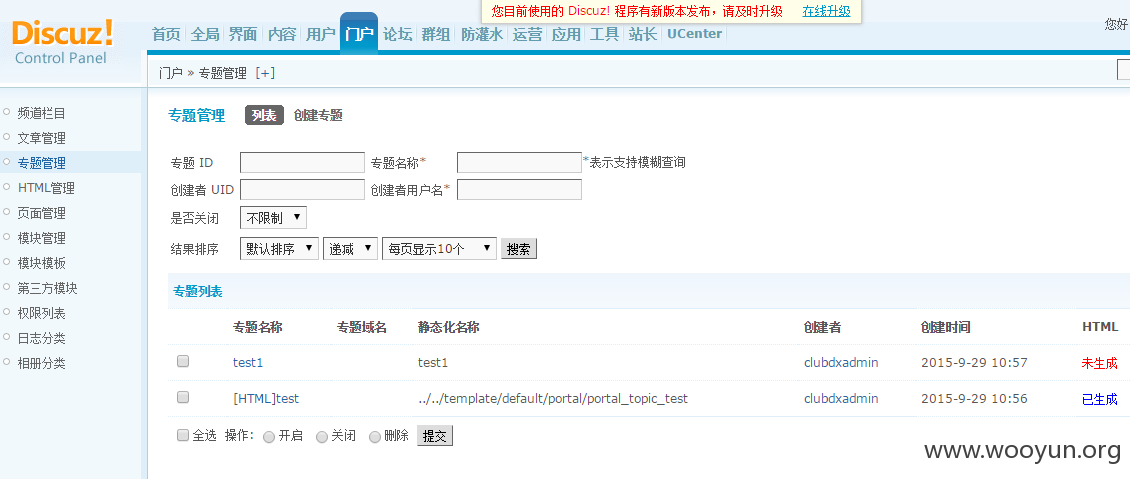 您目前使用的 Discuz! 程序有新版本发布，请及时升级 在线升级
Discuz!
Control Panel
首页 全局 界面 内容 用户 门户 论坛 群组 防灌水 运营 应用 工具 站长 UCenter
您好
门户 » 专题管理 [+]
频道栏目
文章管理
专题管理
HTML管理
页面管理
模块管理
模块模板
第三方模块
权限列表
日志分类
相册分类
专题管理 列表 创建专题
专题 ID 专题名称* *表示支持模糊查询
创建者 UID 创建者用户名*
是否关闭 不限制
结果排序 默认排序 递减 每页显示10个 搜索
专题列表
专题名称 专题域名 静态化名称 创建者 创建时间 HTML
test1 test1 clubdxadmin 2015-9-29 10:57 未生成
[HTML]test ../../template/default/portal/portal_topic_test clubdxadmin 2015-9-29 10:56 已生成
全选 操作: 开启 关闭 删除 提交
www.wooyun.org